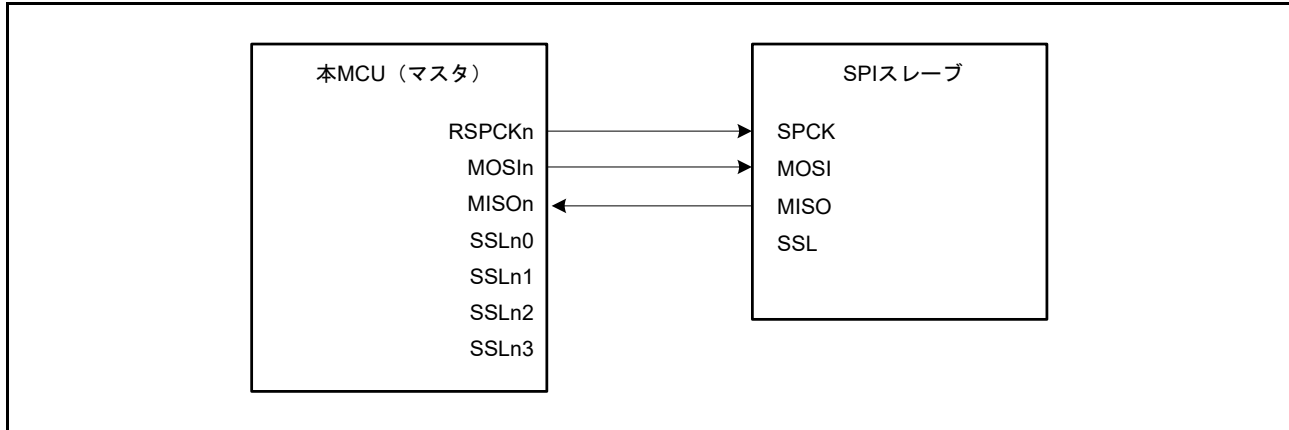 本MCU（マスタ）
RSPCKn
MOSIn
MISOn
SSLn0
SSLn1
SSLn2
SSLn3
SPIスレーブ
SPCK
MOSI
MISO
SSL